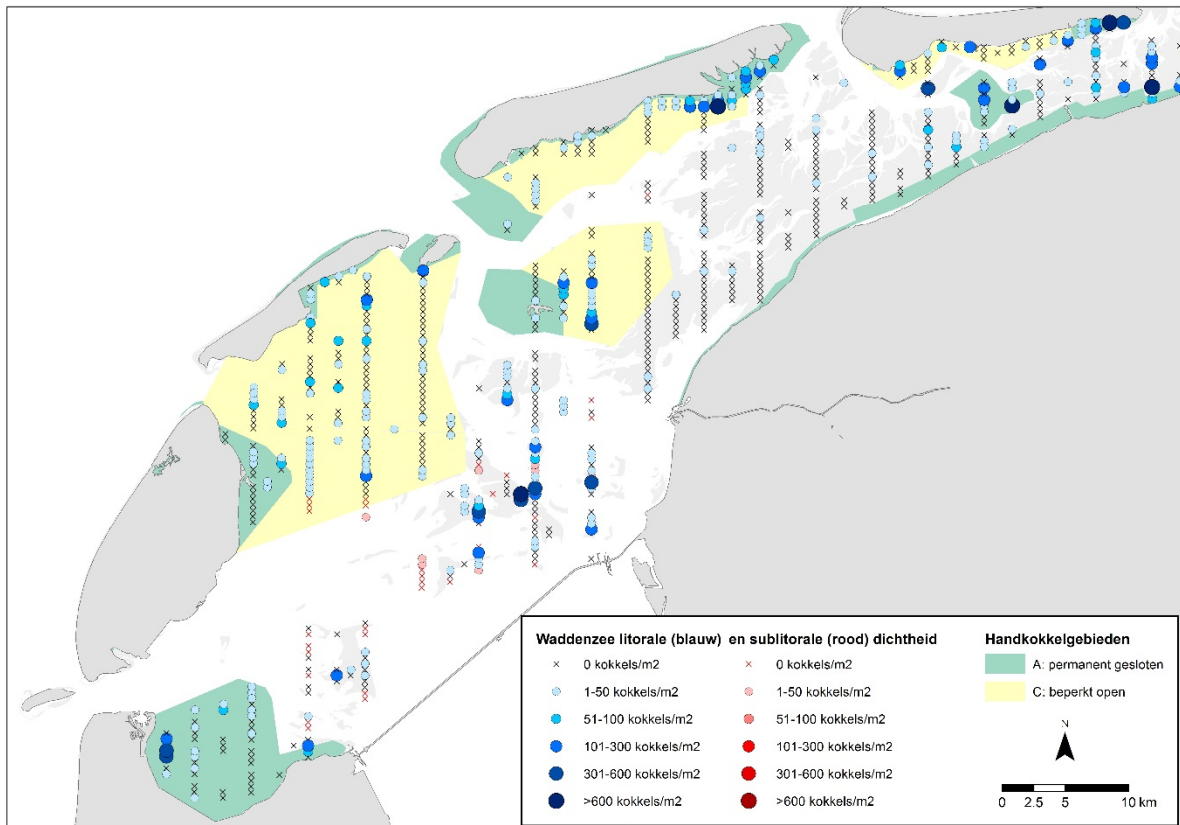 Waddenzee litorale (blauw) en sublitorale (rood) dichtheid
0 kokkels/m2
1-50 kokkels/m2
51-100 kokkels/m2
101-300 kokkels/m2
301-600 kokkels/m2
>600 kokkels/m2
0 kokkels/m2
1-50 kokkels/m2
51-100 kokkels/m2
101-300 kokkels/m2
301-600 kokkels/m2
>600 kokkels/m2
Handkokkelgebieden
A: permanent gesloten
C: beperkt open
N
0 2.5 5 10 km